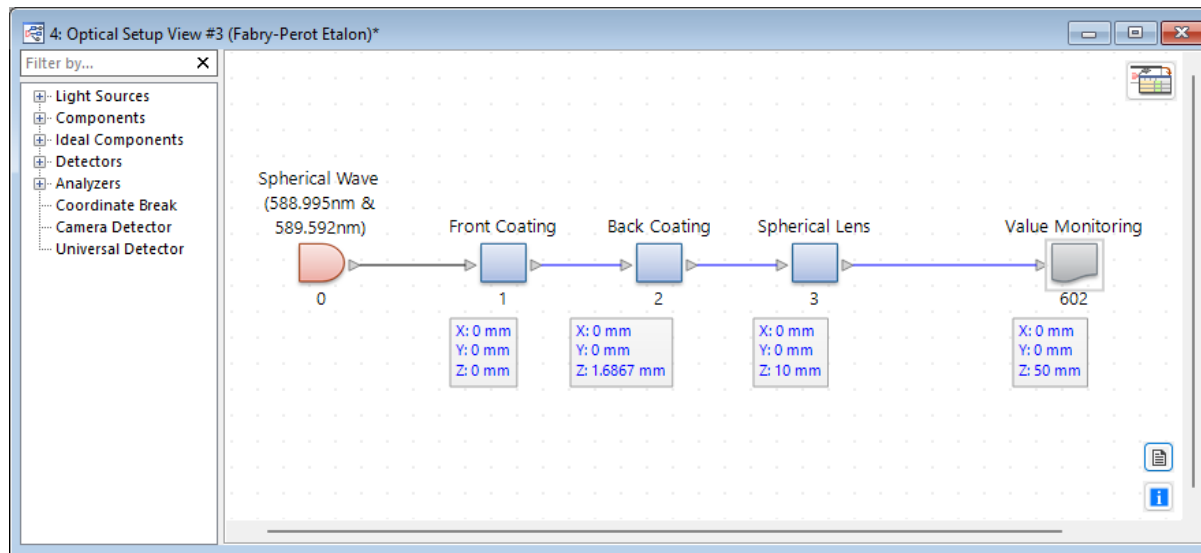 4: Optical Setup View #3 (Fabry-Perot Etalon)*
Filter by...
Light Sources
Components
Ideal Components
Detectors
Analyzers
Coordinate Break
Camera Detector
Universal Detector
Spherical Wave
(588.995nm &
589.592nm)
0
Front Coating
1
X: 0 mm
Y: 0 mm
Z: 0 mm
Back Coating
2
X: 0 mm
Y: 0 mm
Z: 1.6867 mm
Spherical Lens
3
X: 0 mm
Y: 0 mm
Z: 10 mm
Value Monitoring
602
X: 0 mm
Y: 0 mm
Z: 50 mm